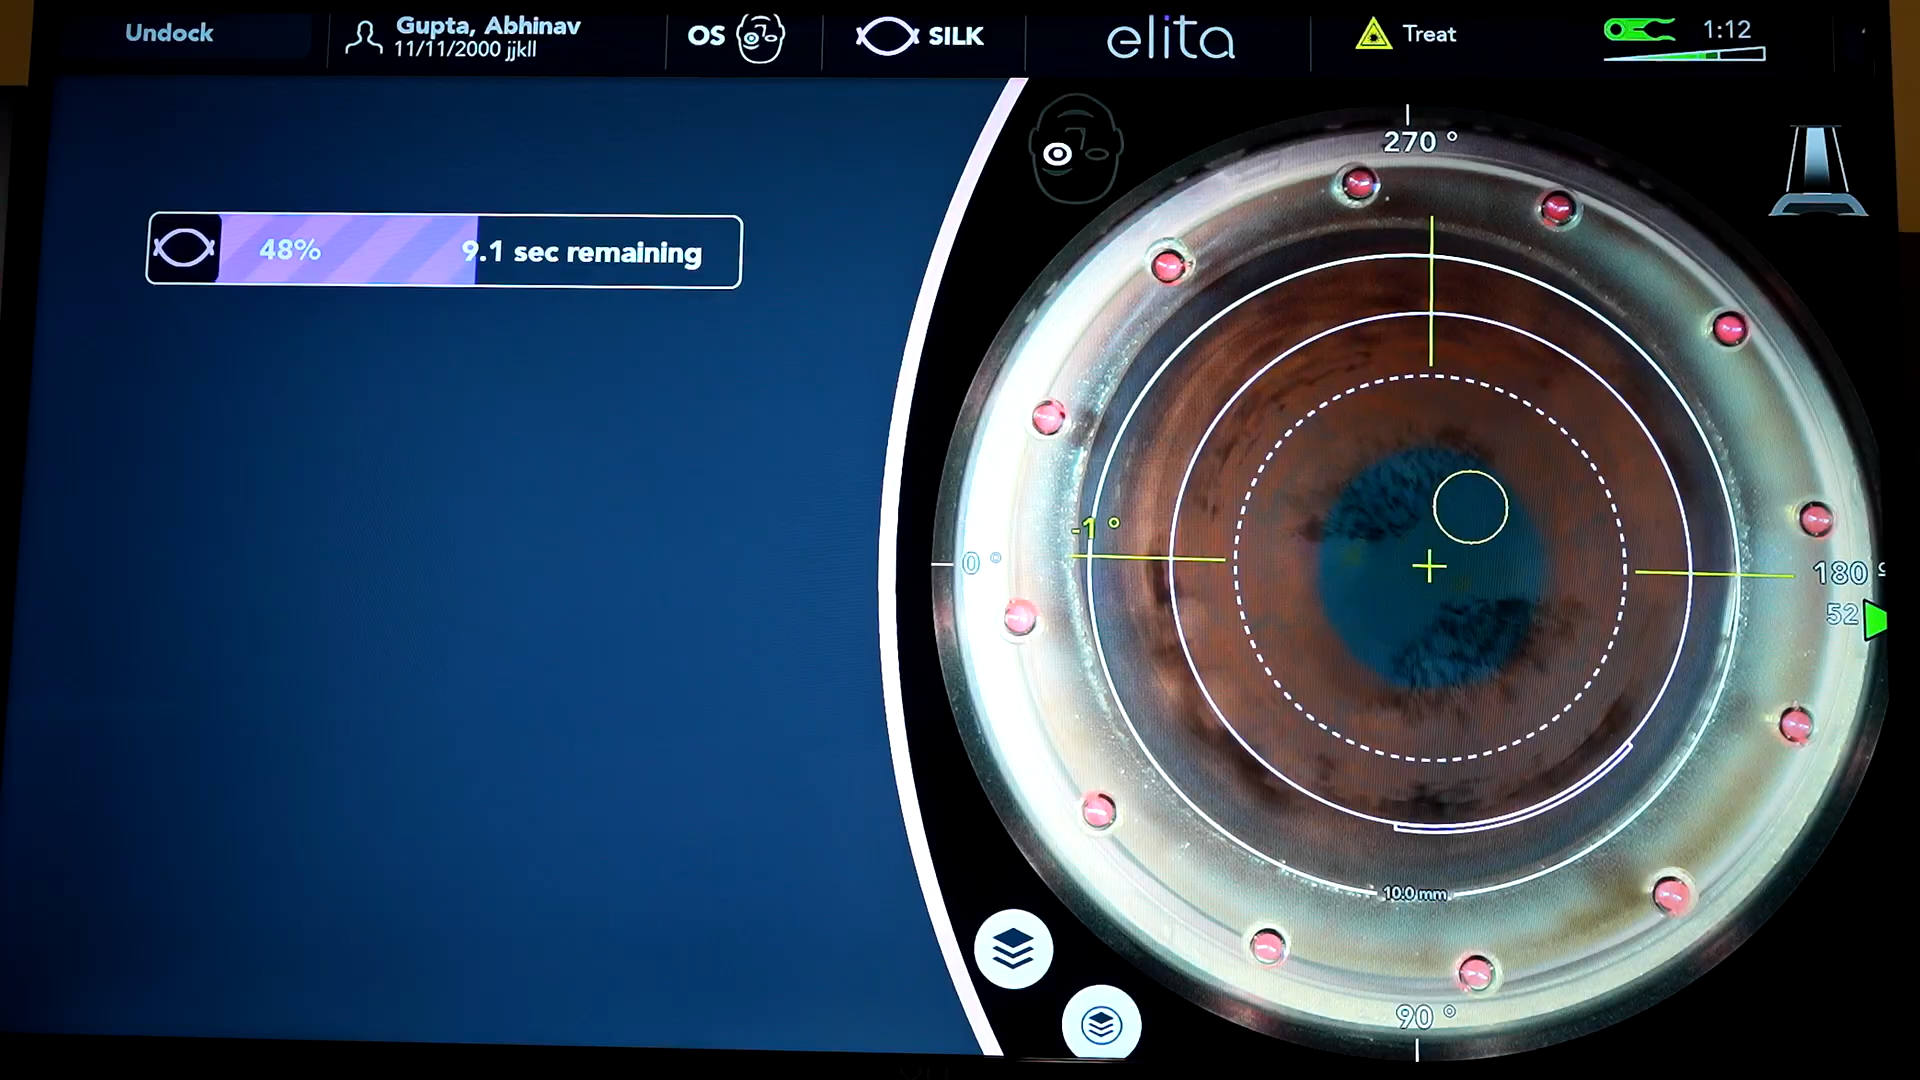 Undock
Gupta, Abhinav
11/11/2000 jjkll
OS
SILK
elita
Treat
1:12
48%
9.1 sec remaining
270 °
-1 °
0 °
180 °
52
10.0 mm
90 °